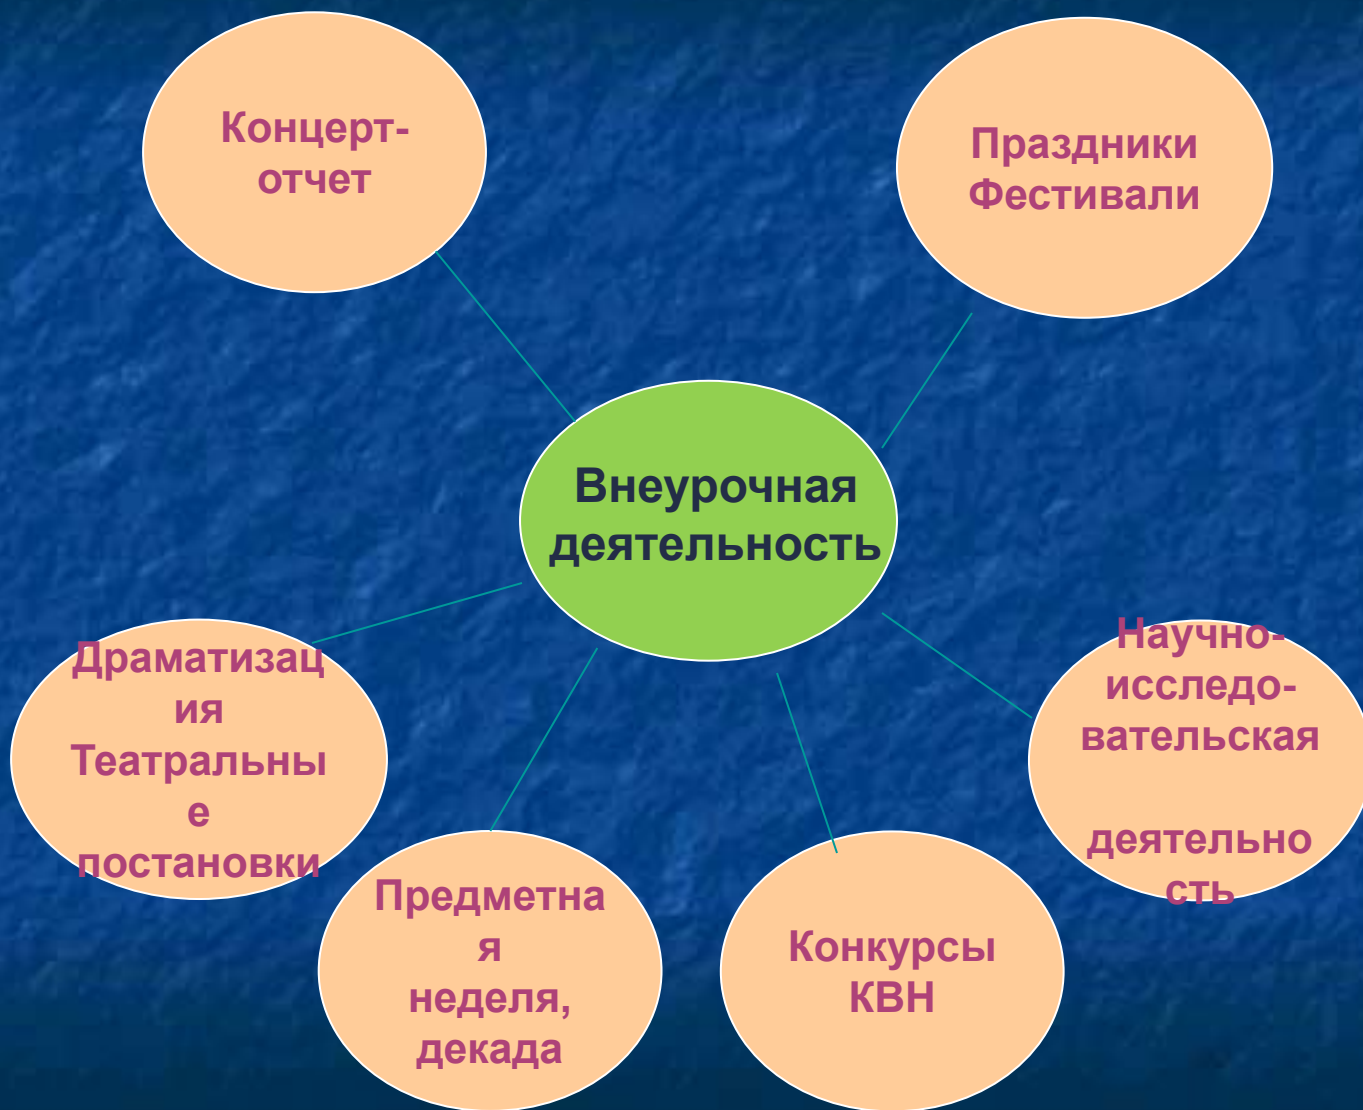 Концерт-
отчет
Праздники
Фестивали
Внеурочная
деятельность
Драматизац
ия
Театральны
е
постановки
Научно-
исследо-
вательская
деятельно
сть
Предметна
я
неделя,
декада
Конкурсы
КВН